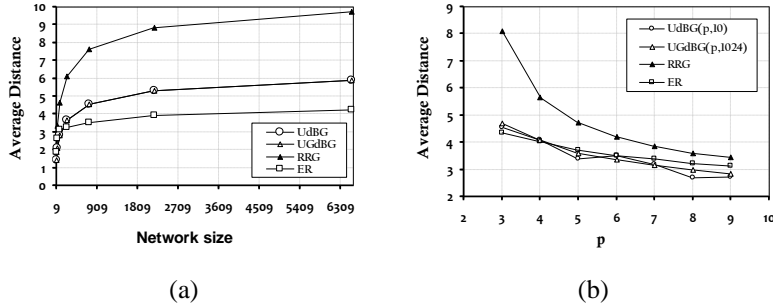 10
9
8
7
6
5
4
3
2
1
0
Average Distance
9 909 1809 2709 3609 4509 5409 6309
Network size
UdBG
UGdBG
RRG
ER
(a)
9
8
7
6
5
4
3
2
Average Distance
2 3 4 5 6 7 8 9 10
p
UdBG(p,10)
UGdBG(p,1024)
RRG
ER
(b)